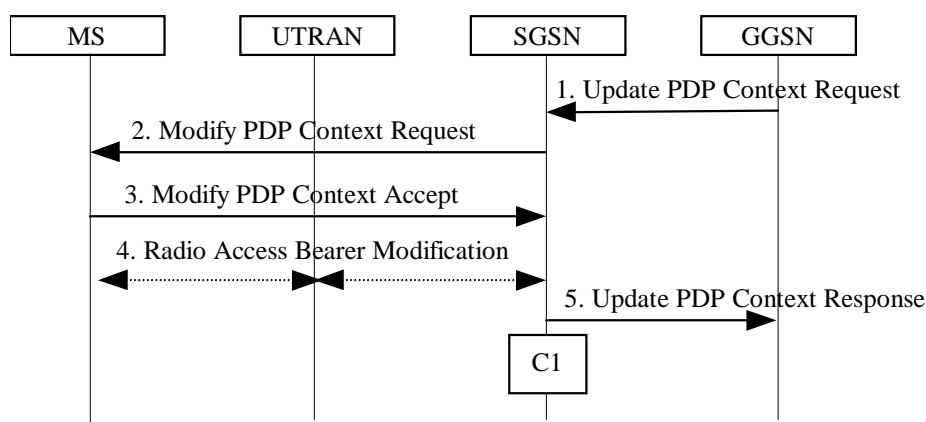 MS
UTRAN
SGSN
GGSN
1. Update PDP Context Request
2. Modify PDP Context Request
3. Modify PDP Context Accept
4. Radio Access Bearer Modification
5. Update PDP Context Response
C1